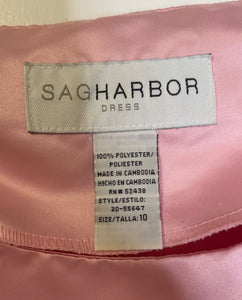 SAGHARBOR
DRESS
100% POLYESTER/
POLIESTER
MADE IN CAMBODIA
HECHO EN CAMBODIA
RN# 52438
STYLE/ESTILO:
20-55647
SIZE/TALLA: 10